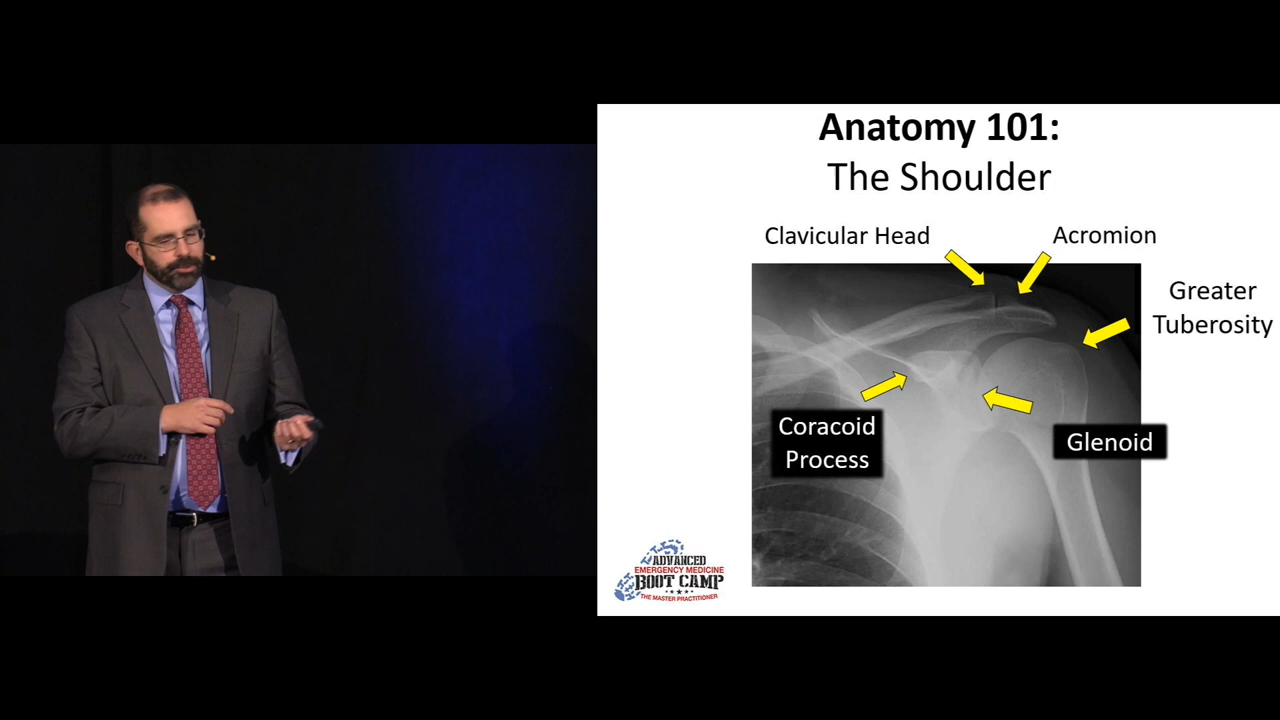 Anatomy 101:
The Shoulder
Clavicular Head
Acromion
Greater
Tuberosity
Coracoid
Process
Glenoid
ADVANCED
EMERGENCY MEDICINE
BOOT CAMP
THE MASTER PRACTITIONER